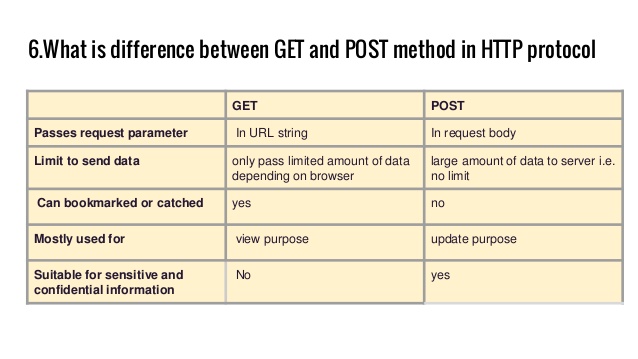 6.What is difference between GET and POST method in HTTP protocol
GET POST
Passes request parameter In URL string In request body
Limit to send data only pass limited amount of data depending on browser large amount of data to server i.e. no limit
Can bookmarked or catched yes no
Mostly used for view purpose update purpose
Suitable for sensitive and confidential information No yes